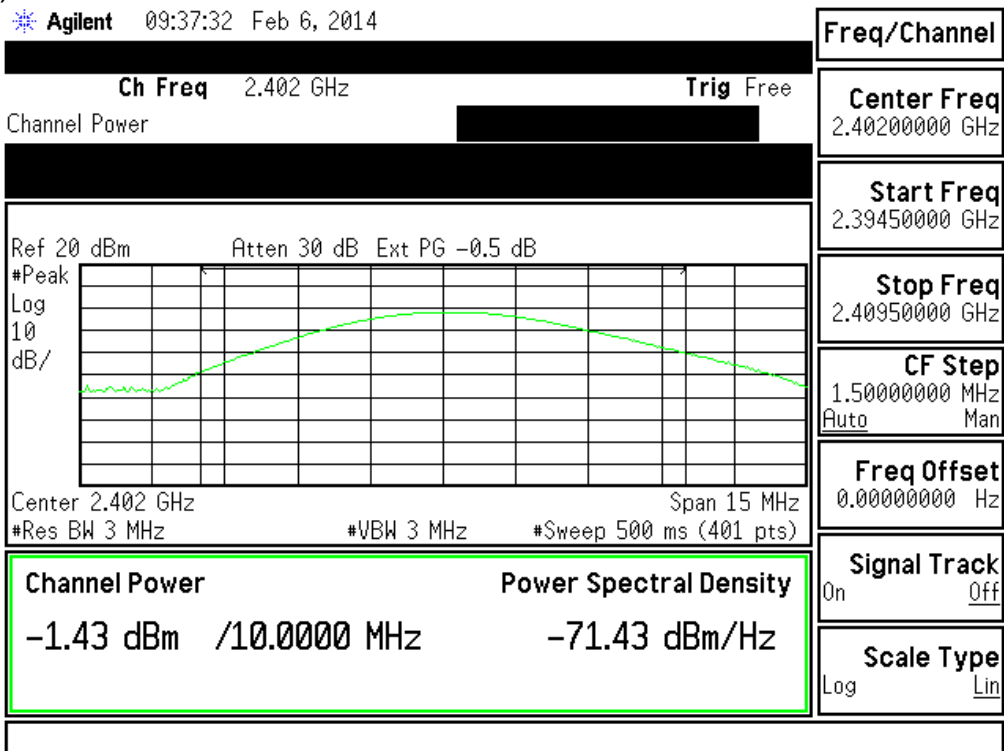 Agilent 09:37:32 Feb 6, 2014
Freq/Channel
Ch Freq 2.402 GHz Trig Free
Channel Power
Center Freq
2.40200000 GHz
Start Freq
2.39450000 GHz
Ref 20 dBm Atten 30 dB Ext PG -0.5 dB
#Peak
Log
10
dB/
Stop Freq
2.40950000 GHz
CF Step
1.50000000 MHz
Auto Man
Center 2.402 GHz Span 15 MHz
#Res BW 3 MHz #VBW 3 MHz #Sweep 500 ms (401 pts)
Freq Offset
0.00000000 Hz
Channel Power Power Spectral Density
-1.43 dBm /10.0000 MHz -71.43 dBm/Hz
Signal Track
On Off
Scale Type
Log Lin